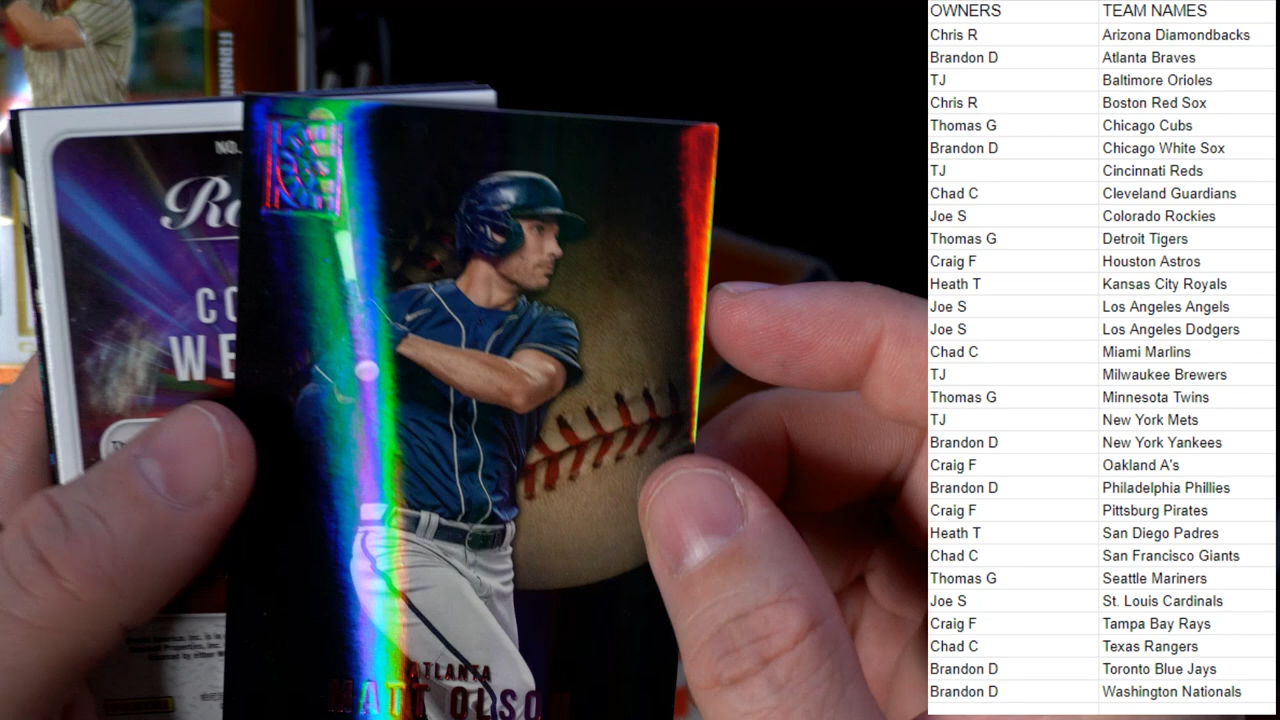 FERNAN
NO.
Ro
CO
WE
ATLANTA
MATT OLSON
OWNERS TEAM NAMES
Chris R Arizona Diamondbacks
Brandon D Atlanta Braves
TJ Baltimore Orioles
Chris R Boston Red Sox
Thomas G Chicago Cubs
Brandon D Chicago White Sox
TJ Cincinnati Reds
Chad C Cleveland Guardians
Joe S Colorado Rockies
Thomas G Detroit Tigers
Craig F Houston Astros
Heath T Kansas City Royals
Joe S Los Angeles Angels
Joe S Los Angeles Dodgers
Chad C Miami Marlins
TJ Milwaukee Brewers
Thomas G Minnesota Twins
TJ New York Mets
Brandon D New York Yankees
Craig F Oakland A's
Brandon D Philadelphia Phillies
Craig F Pittsburg Pirates
Heath T San Diego Padres
Chad C San Francisco Giants
Thomas G Seattle Mariners
Joe S St. Louis Cardinals
Craig F Tampa Bay Rays
Chad C Texas Rangers
Brandon D Toronto Blue Jays
Brandon D Washington Nationals